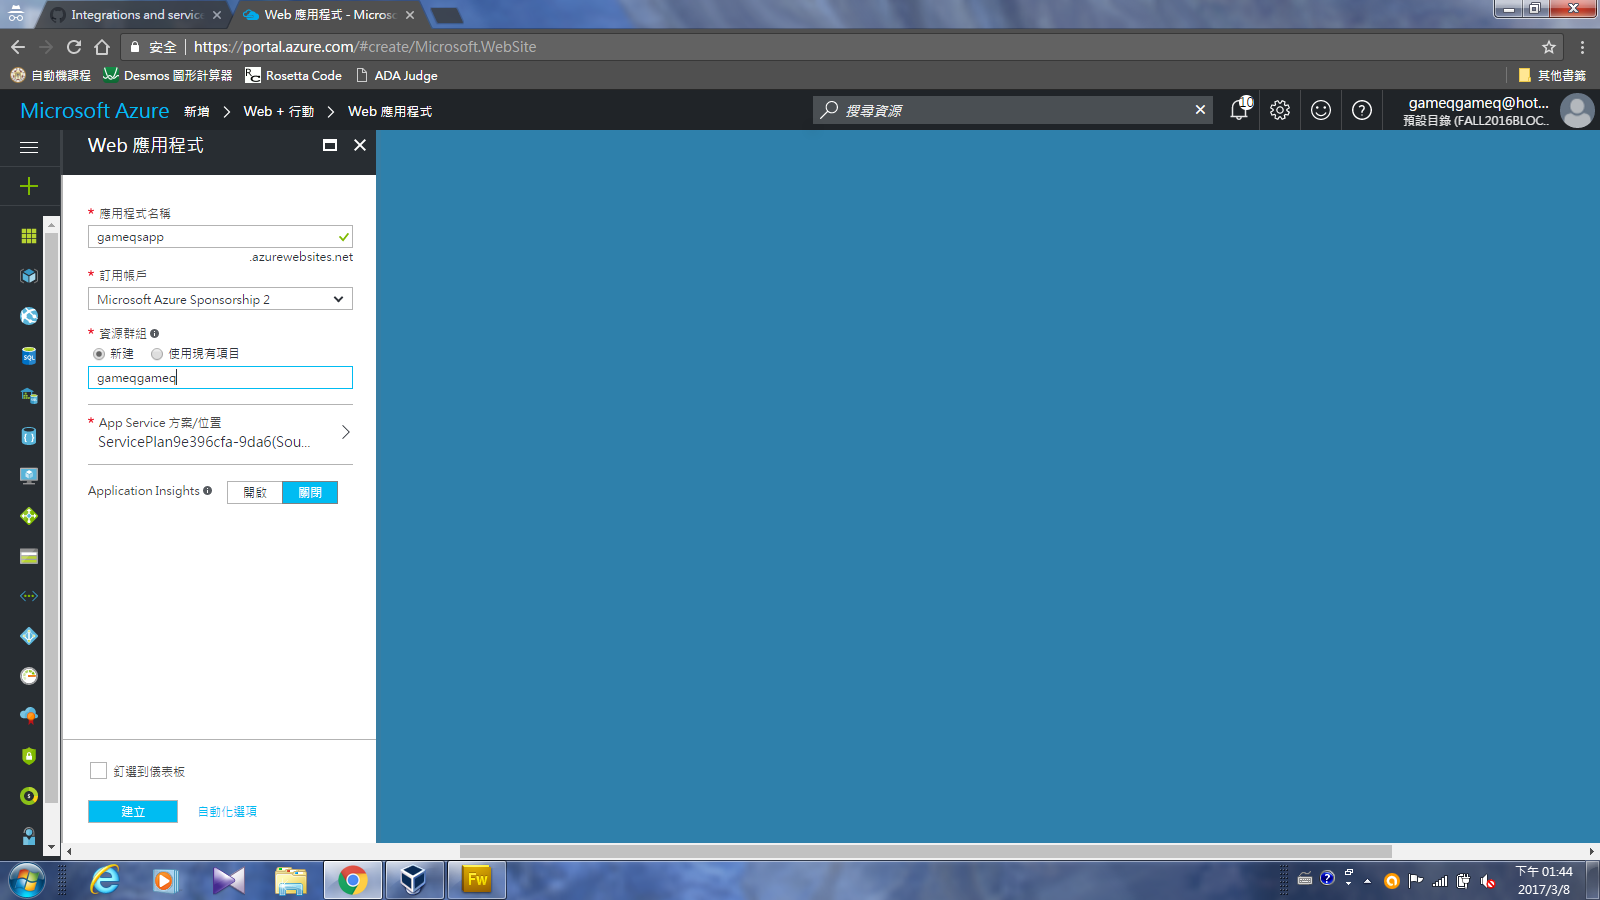 Integrations and service
Web 應用程式 - Microso
安全
https://portal.azure.com/#create/Microsoft.WebSite
自動機課程
Desmos 圖形計算器
RC
Rosetta Code
ADA Judge
其他書籤
Microsoft Azure
新增
Web + 行動
Web 應用程式
搜尋資源
10
gameqgameq@hot...
預設目錄 (FALL2016BLOC...
Web 應用程式
* 應用程式名稱
gameqsapp
.azurewebsites.net
* 訂用帳戶
Microsoft Azure Sponsorship 2
* 資源群組
新建
使用現有項目
gameqgameq
* App Service 方案/位置
ServicePlan9e396cfa-9da6(Sou...
Application Insights
開啟
關閉
SQL
釘選到儀表板
建立
自動化選項
Fw
下午 01:44
2017/3/8